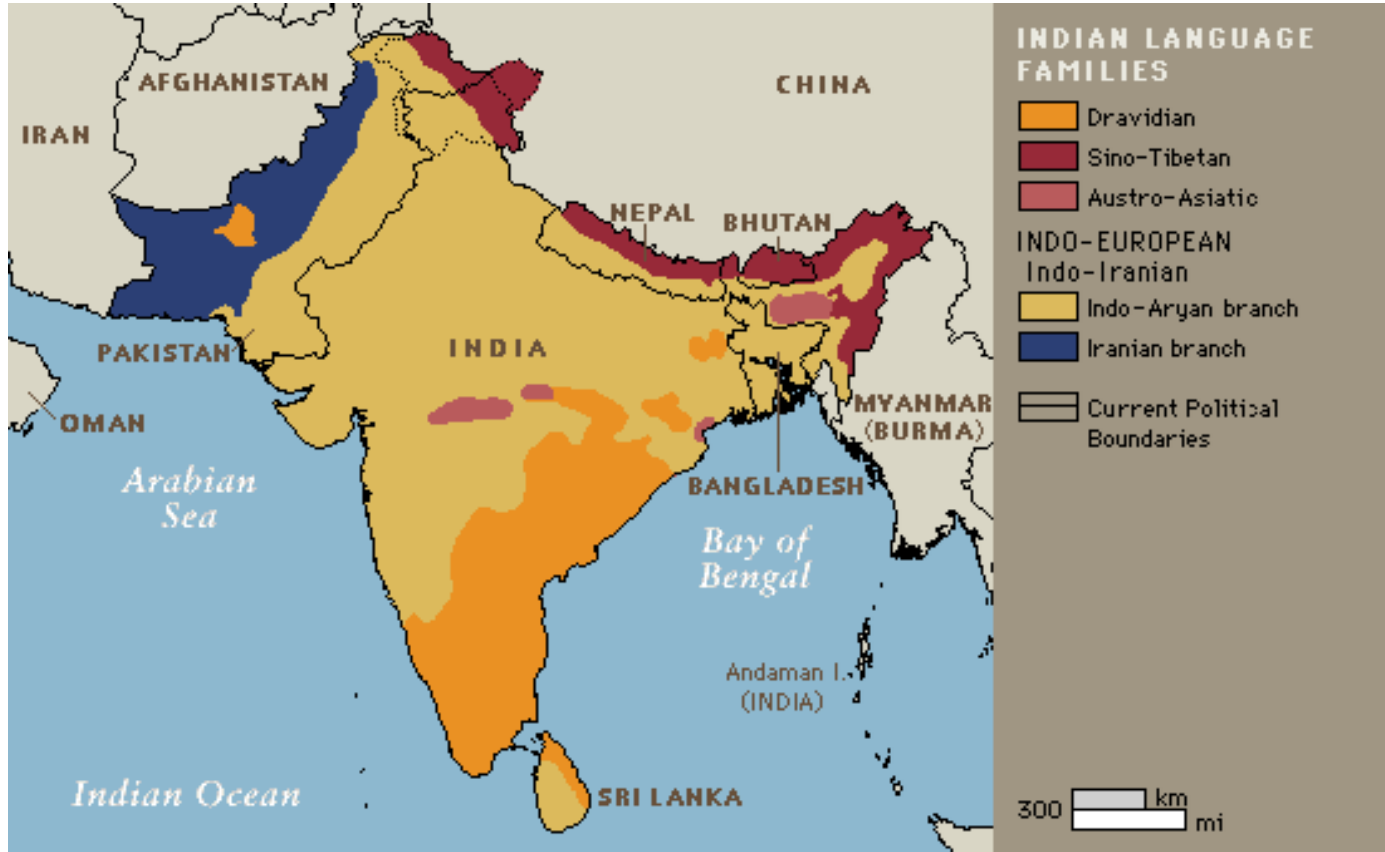 INDIAN LANGUAGE
FAMILIES
Dravidian
Sino-Tibetan
Austro-Asiatic
INDO-EUROPEAN
Indo-Iranian
Indo-Aryan branch
Iranian branch
Current Political
Boundaries
AFGHANISTAN
CHINA
IRAN
NEPAL
BHUTAN
PAKISTAN
INDIA
OMAN
MYANMAR
(BURMA)
BANGLADESH
Arabian
Sea
Bay of
Bengal
Andaman I.
(INDIA)
Indian Ocean
SRI LANKA
300 km
mi